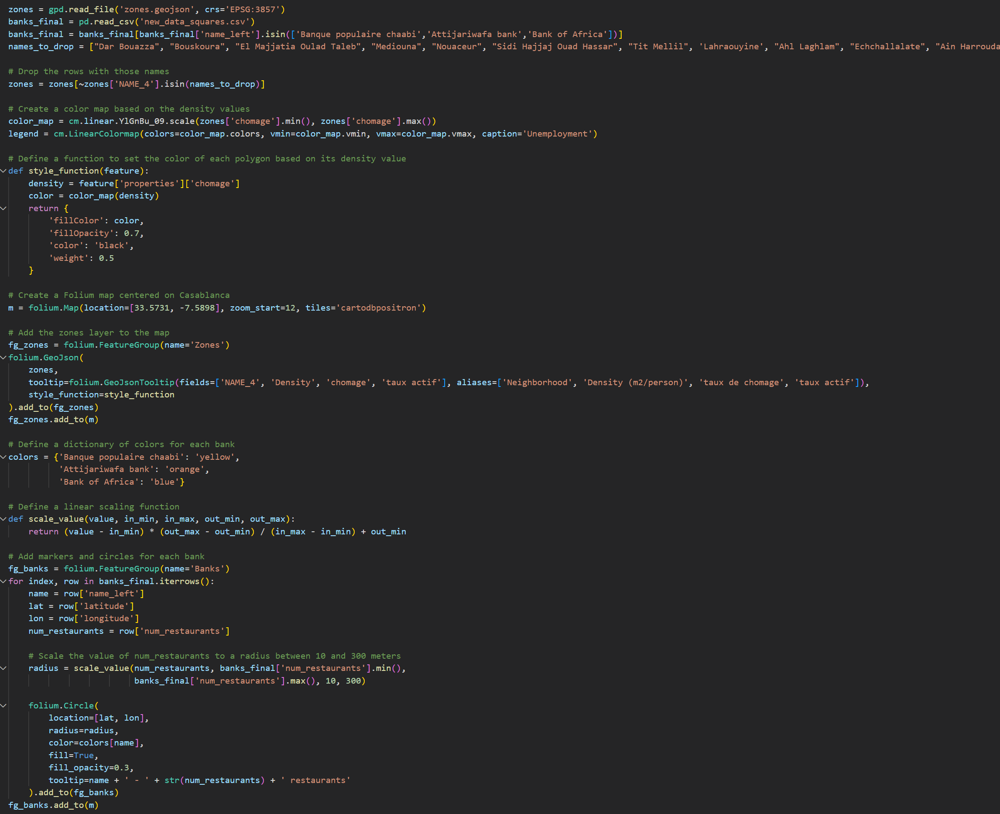 zones = gpd.read_file('zones.geojson', crs='EPSG:3857')
banks_final = pd.read_csv('new_data_squares.csv')
banks_final = banks_final[banks_final['name_left'].isin(['Banque populaire chaabi','Attijariwafa bank','Bank of Africa'])]
names_to_drop = ["Dar Bouazza", "Bouskoura", "El Majjatia Oulad Taleb", "Mediouna", "Nouaceur", "Sidi Hajjaj Ouad Hassar", "Tit Mellil", 'Lahraouyine', "Ahl Laghlam", "Echchallalate", "Ain Harrouda
# Drop the rows with those names
zones = zones[~zones['NAME_4'].isin(names_to_drop)]
# Create a color map based on the density values
color_map = cm.linear.YlGnBu_09.scale(zones['chomage'].min(), zones['chomage'].max())
legend = cm.LinearColormap(colors=color_map.colors, vmin=color_map.vmin, vmax=color_map.vmax, caption='Unemployment')
# Define a function to set the color of each polygon based on its density value
def style_function(feature):
    density = feature['properties']['chomage']
    color = color_map(density)
    return {
        'fillColor': color,
        'fillOpacity': 0.7,
        'color': 'black',
        'weight': 0.5
    }
# Create a Folium map centered on Casablanca
m = folium.Map(location=[33.5731, -7.5898], zoom_start=12, tiles='cartodbpositron')
# Add the zones layer to the map
fg_zones = folium.FeatureGroup(name='Zones')
folium.GeoJson(
    zones,
    tooltip=folium.GeoJsonTooltip(fields=['NAME_4', 'Density', 'chomage', 'taux actif'], aliases=['Neighborhood', 'Density (m2/person)', 'taux de chomage', 'taux actif']),
    style_function=style_function
).add_to(fg_zones)
fg_zones.add_to(m)
# Define a dictionary of colors for each bank
colors = {'Banque populaire chaabi': 'yellow',
          'Attijariwafa bank': 'orange',
          'Bank of Africa': 'blue'}
# Define a linear scaling function
def scale_value(value, in_min, in_max, out_min, out_max):
    return (value - in_min) * (out_max - out_min) / (in_max - in_min) + out_min
# Add markers and circles for each bank
fg_banks = folium.FeatureGroup(name='Banks')
for index, row in banks_final.iterrows():
    name = row['name_left']
    lat = row['latitude']
    lon = row['longitude']
    num_restaurants = row['num_restaurants']
    # Scale the value of num_restaurants to a radius between 10 and 300 meters
    radius = scale_value(num_restaurants, banks_final['num_restaurants'].min(),
                         banks_final['num_restaurants'].max(), 10, 300)
    folium.Circle(
        location=[lat, lon],
        radius=radius,
        color=colors[name],
        fill=True,
        fill_opacity=0.3,
        tooltip=name + ' - ' + str(num_restaurants) + ' restaurants'
    ).add_to(fg_banks)
fg_banks.add_to(m)